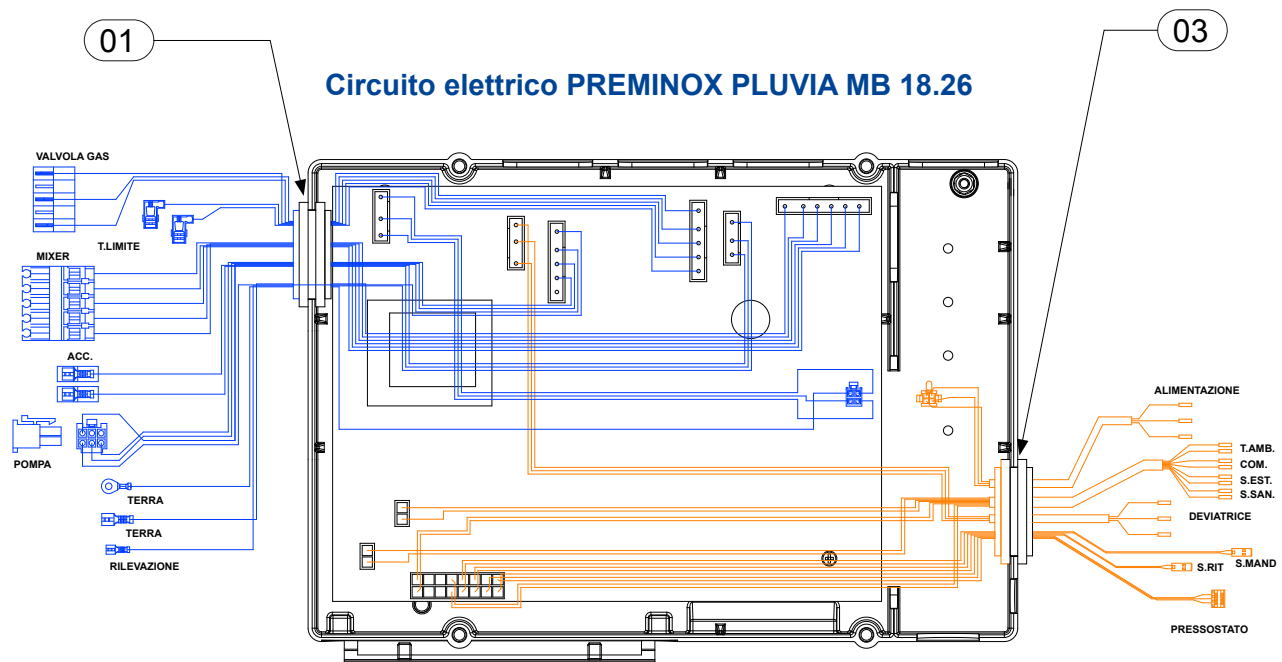 01
03
Circuito elettrico PREMINOX PLUVIA MB 18.26
VALVOLA GAS
T.LIMITE
MIXER
ACC.
POMPA
TERRA
TERRA
RILEVAZIONE
ALIMENTAZIONE
T.AMB.
COM.
S.EST.
S.SAN.
DEVIATRICE
S.MAND
S.RIT
PRESSOSTATO